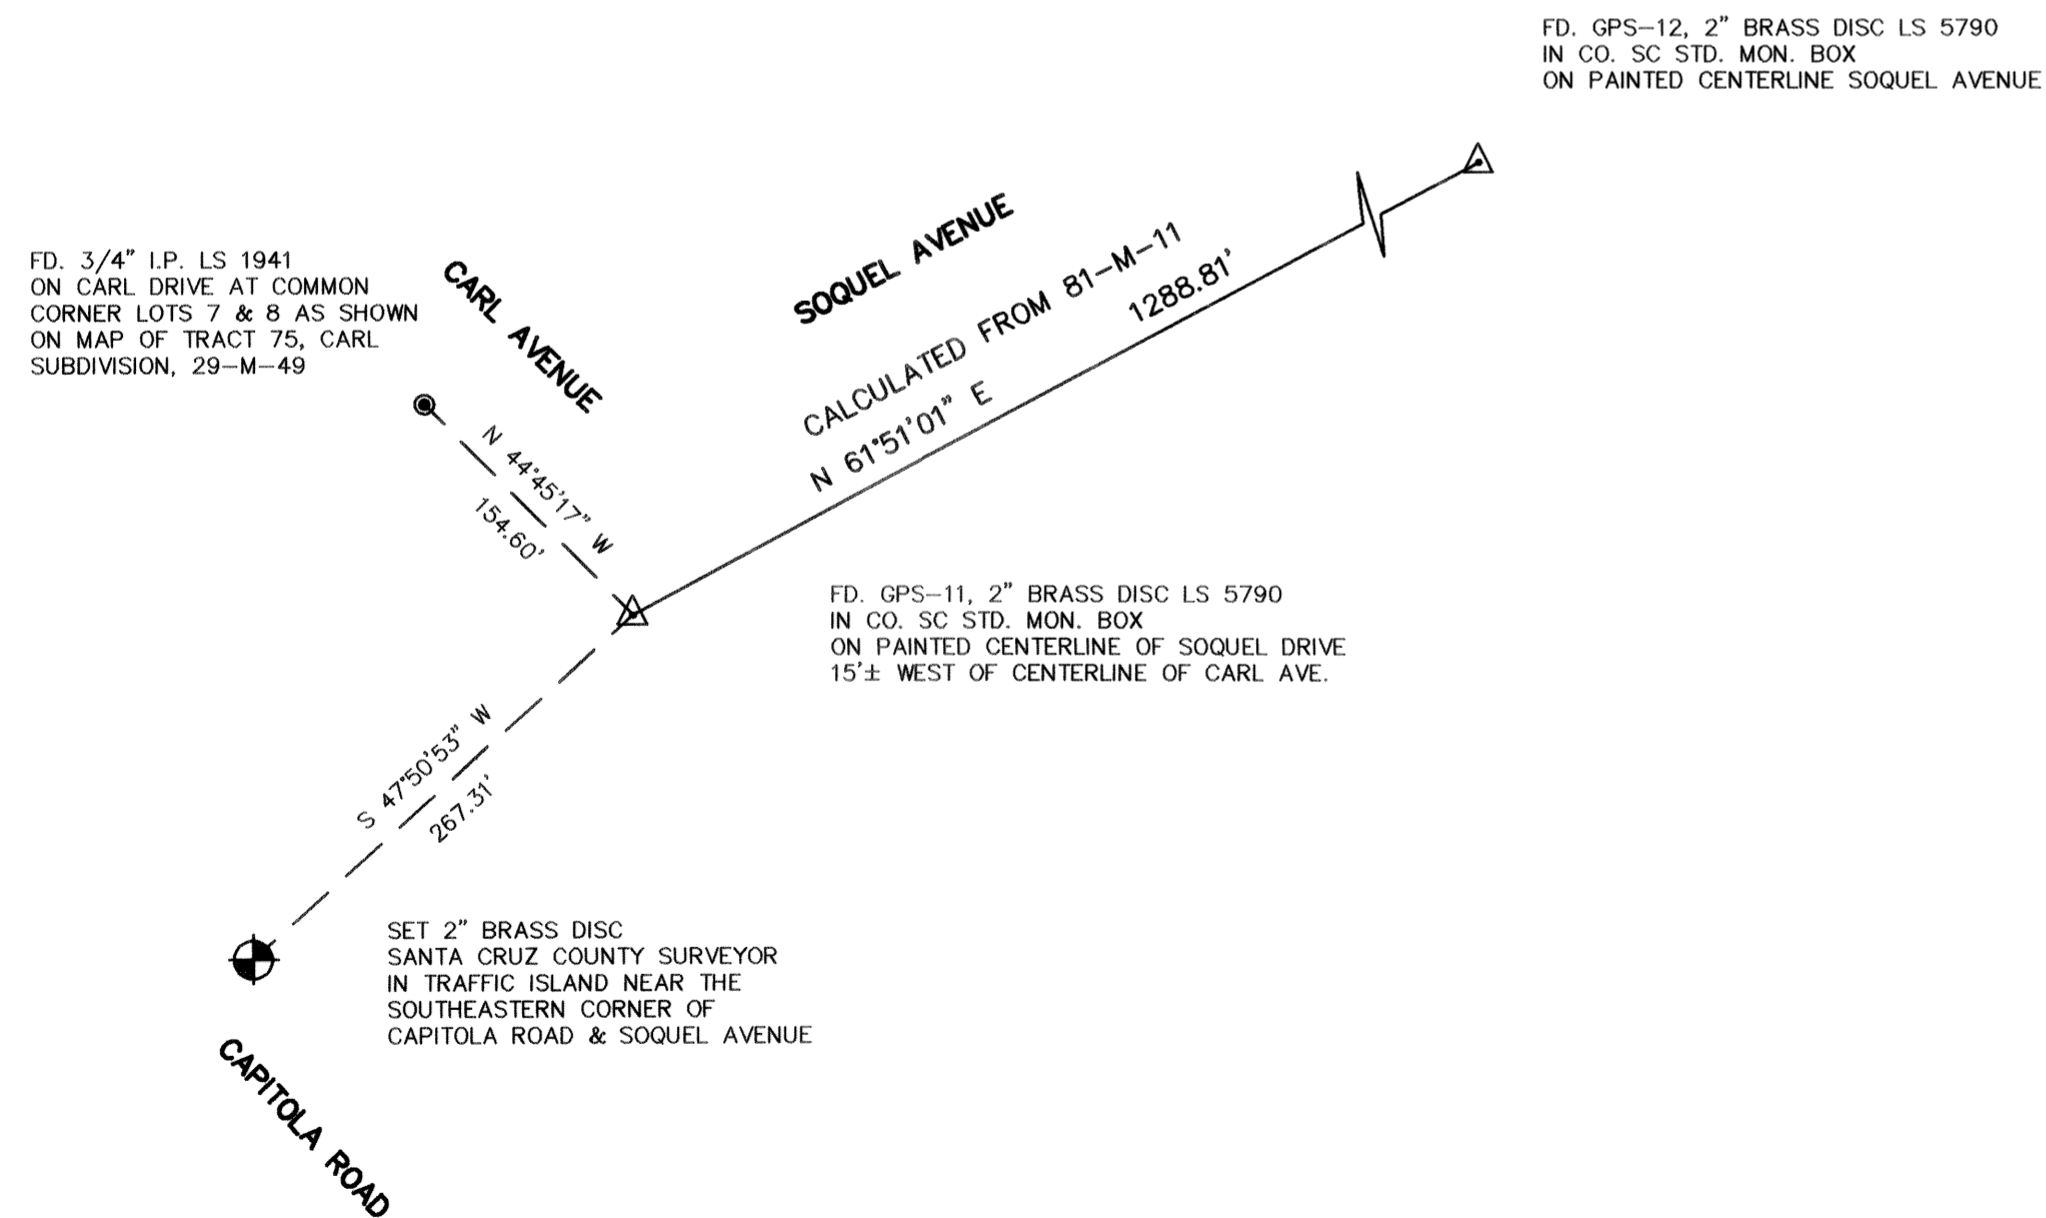 FD. GPS-12, 2" BRASS DISC LS 5790
IN CO. SC STD. MON. BOX
ON PAINTED CENTERLINE SOQUEL AVENUE
FD. 3/4" I.P. LS 1941
ON CARL DRIVE AT COMMON
CORNER LOTS 7 & 8 AS SHOWN
ON MAP OF TRACT 75, CARL
SUBDIVISION, 29-M-49
CARL AVENUE
SOQUEL AVENUE
CALCULATED FROM 81-M-11
1288.81'
N 61°51'01" E
N 44°45'17" W
154.60'
FD. GPS-11, 2" BRASS DISC LS 5790
IN CO. SC STD. MON. BOX
ON PAINTED CENTERLINE OF SOQUEL DRIVE
15'± WEST OF CENTERLINE OF CARL AVE.
S 47°50'53" W
267.31'
SET 2" BRASS DISC
SANTA CRUZ COUNTY SURVEYOR
IN TRAFFIC ISLAND NEAR THE
SOUTHEASTERN CORNER OF
CAPITOLA ROAD & SOQUEL AVENUE
CAPITOLA ROAD